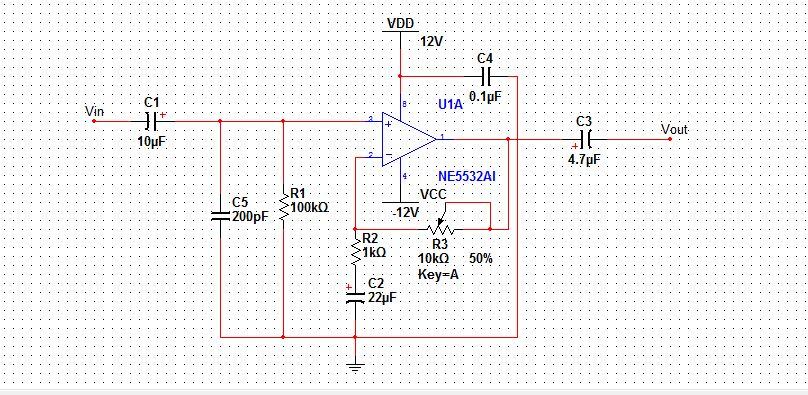 VDD
12V
C4
0.1µF
Vin
C1
+
10µF
8
U1A
3
+
1
2
−
4
NE5532AI
C3
+
4.7µF
Vout
C5
200pF
R1
100kΩ
VCC
-12V
R2
1kΩ
R3
10kΩ
50%
Key=A
C2
+
22µF